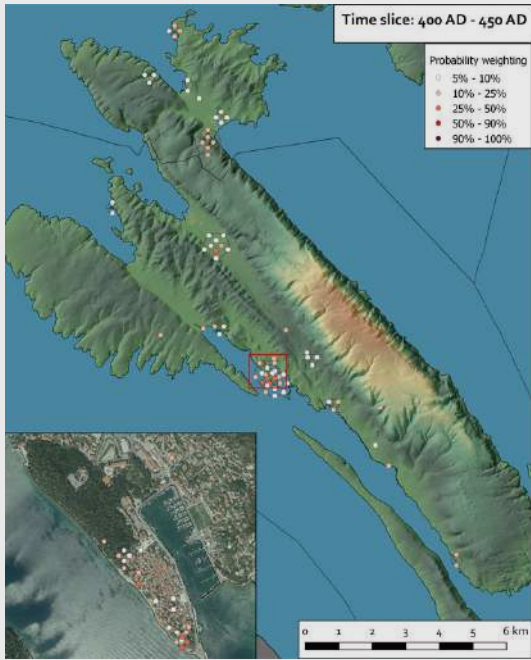 Time slice: 400 AD - 450 AD
Probability weighting
5% - 10%
10% - 25%
25% - 50%
50% - 90%
90% - 100%
0 1 2 3 4 5 6 km